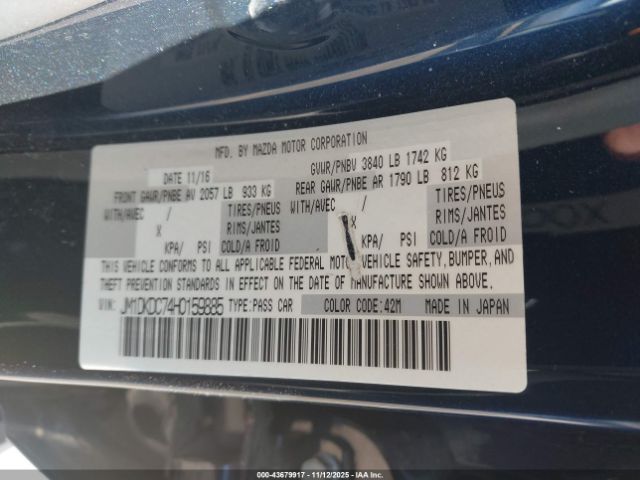 MFD. BY MAZDA MOTOR CORPORATION
DATE 11/16 GVWR/PNBV 3840 LB 1742 KG
FRONT GAWR/PNBE AV 2057 LB 933 KG REAR GAWR/PNBE AR 1790 LB 812 KG
WITH/AVEC / TIRES/PNEUS WITH/AVEC / TIRES/PNEUS
X RIMS/JANTES X RIMS/JANTES
KPA/ PSI COLD/A FROID KPA/ PSI COLD/A FROID
THIS VEHICLE CONFORMS TO ALL APPLICABLE FEDERAL MOTOR VEHICLE SAFETY, BUMPER, AND
THEFT PREVENTION STANDARDS IN EFFECT ON THE DATE OF MANUFACTURE SHOWN ABOVE.
VIN: JM1DKDC74H0159885 TYPE:PASS CAR COLOR CODE:42M MADE IN JAPAN
00-43679917 - 11/12/2025 - IAAI.com